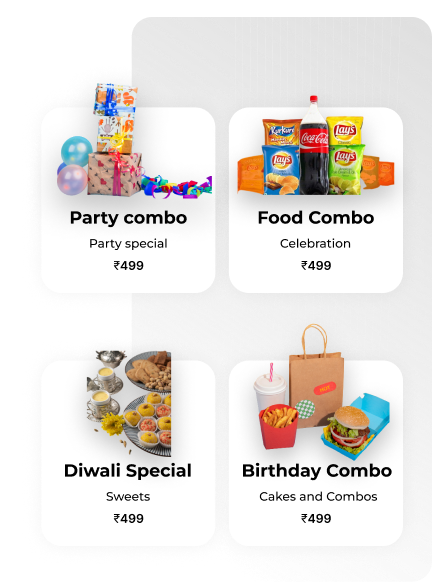 KurKure
Lay's
Coca-Cola
Lay's
Lay's
Party combo
Party special
₹499
Food Combo
Celebration
₹499
Diwali Special
Sweets
₹499
Birthday Combo
Cakes and Combos
₹499